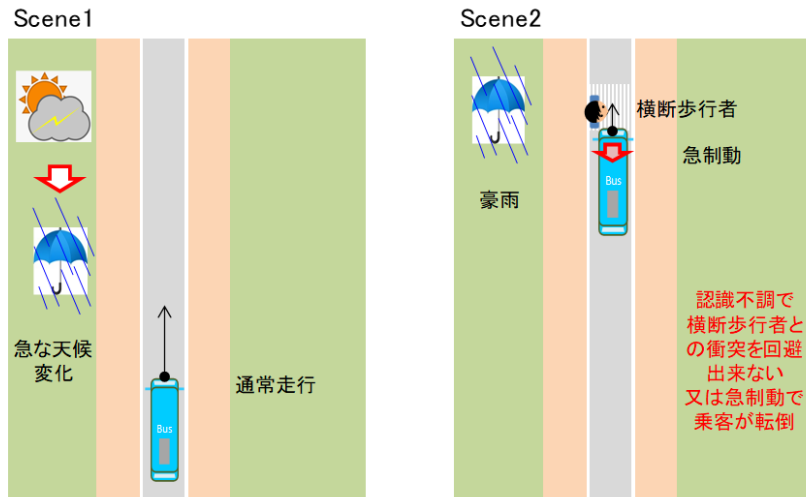 Scene1
急な天候
変化
通常走行
Bus
Scene2
横断歩行者
急制動
Bus
豪雨
認識不調で
横断歩行者と
の衝突を回避
出来ない
又は急制動で
乗客が転倒